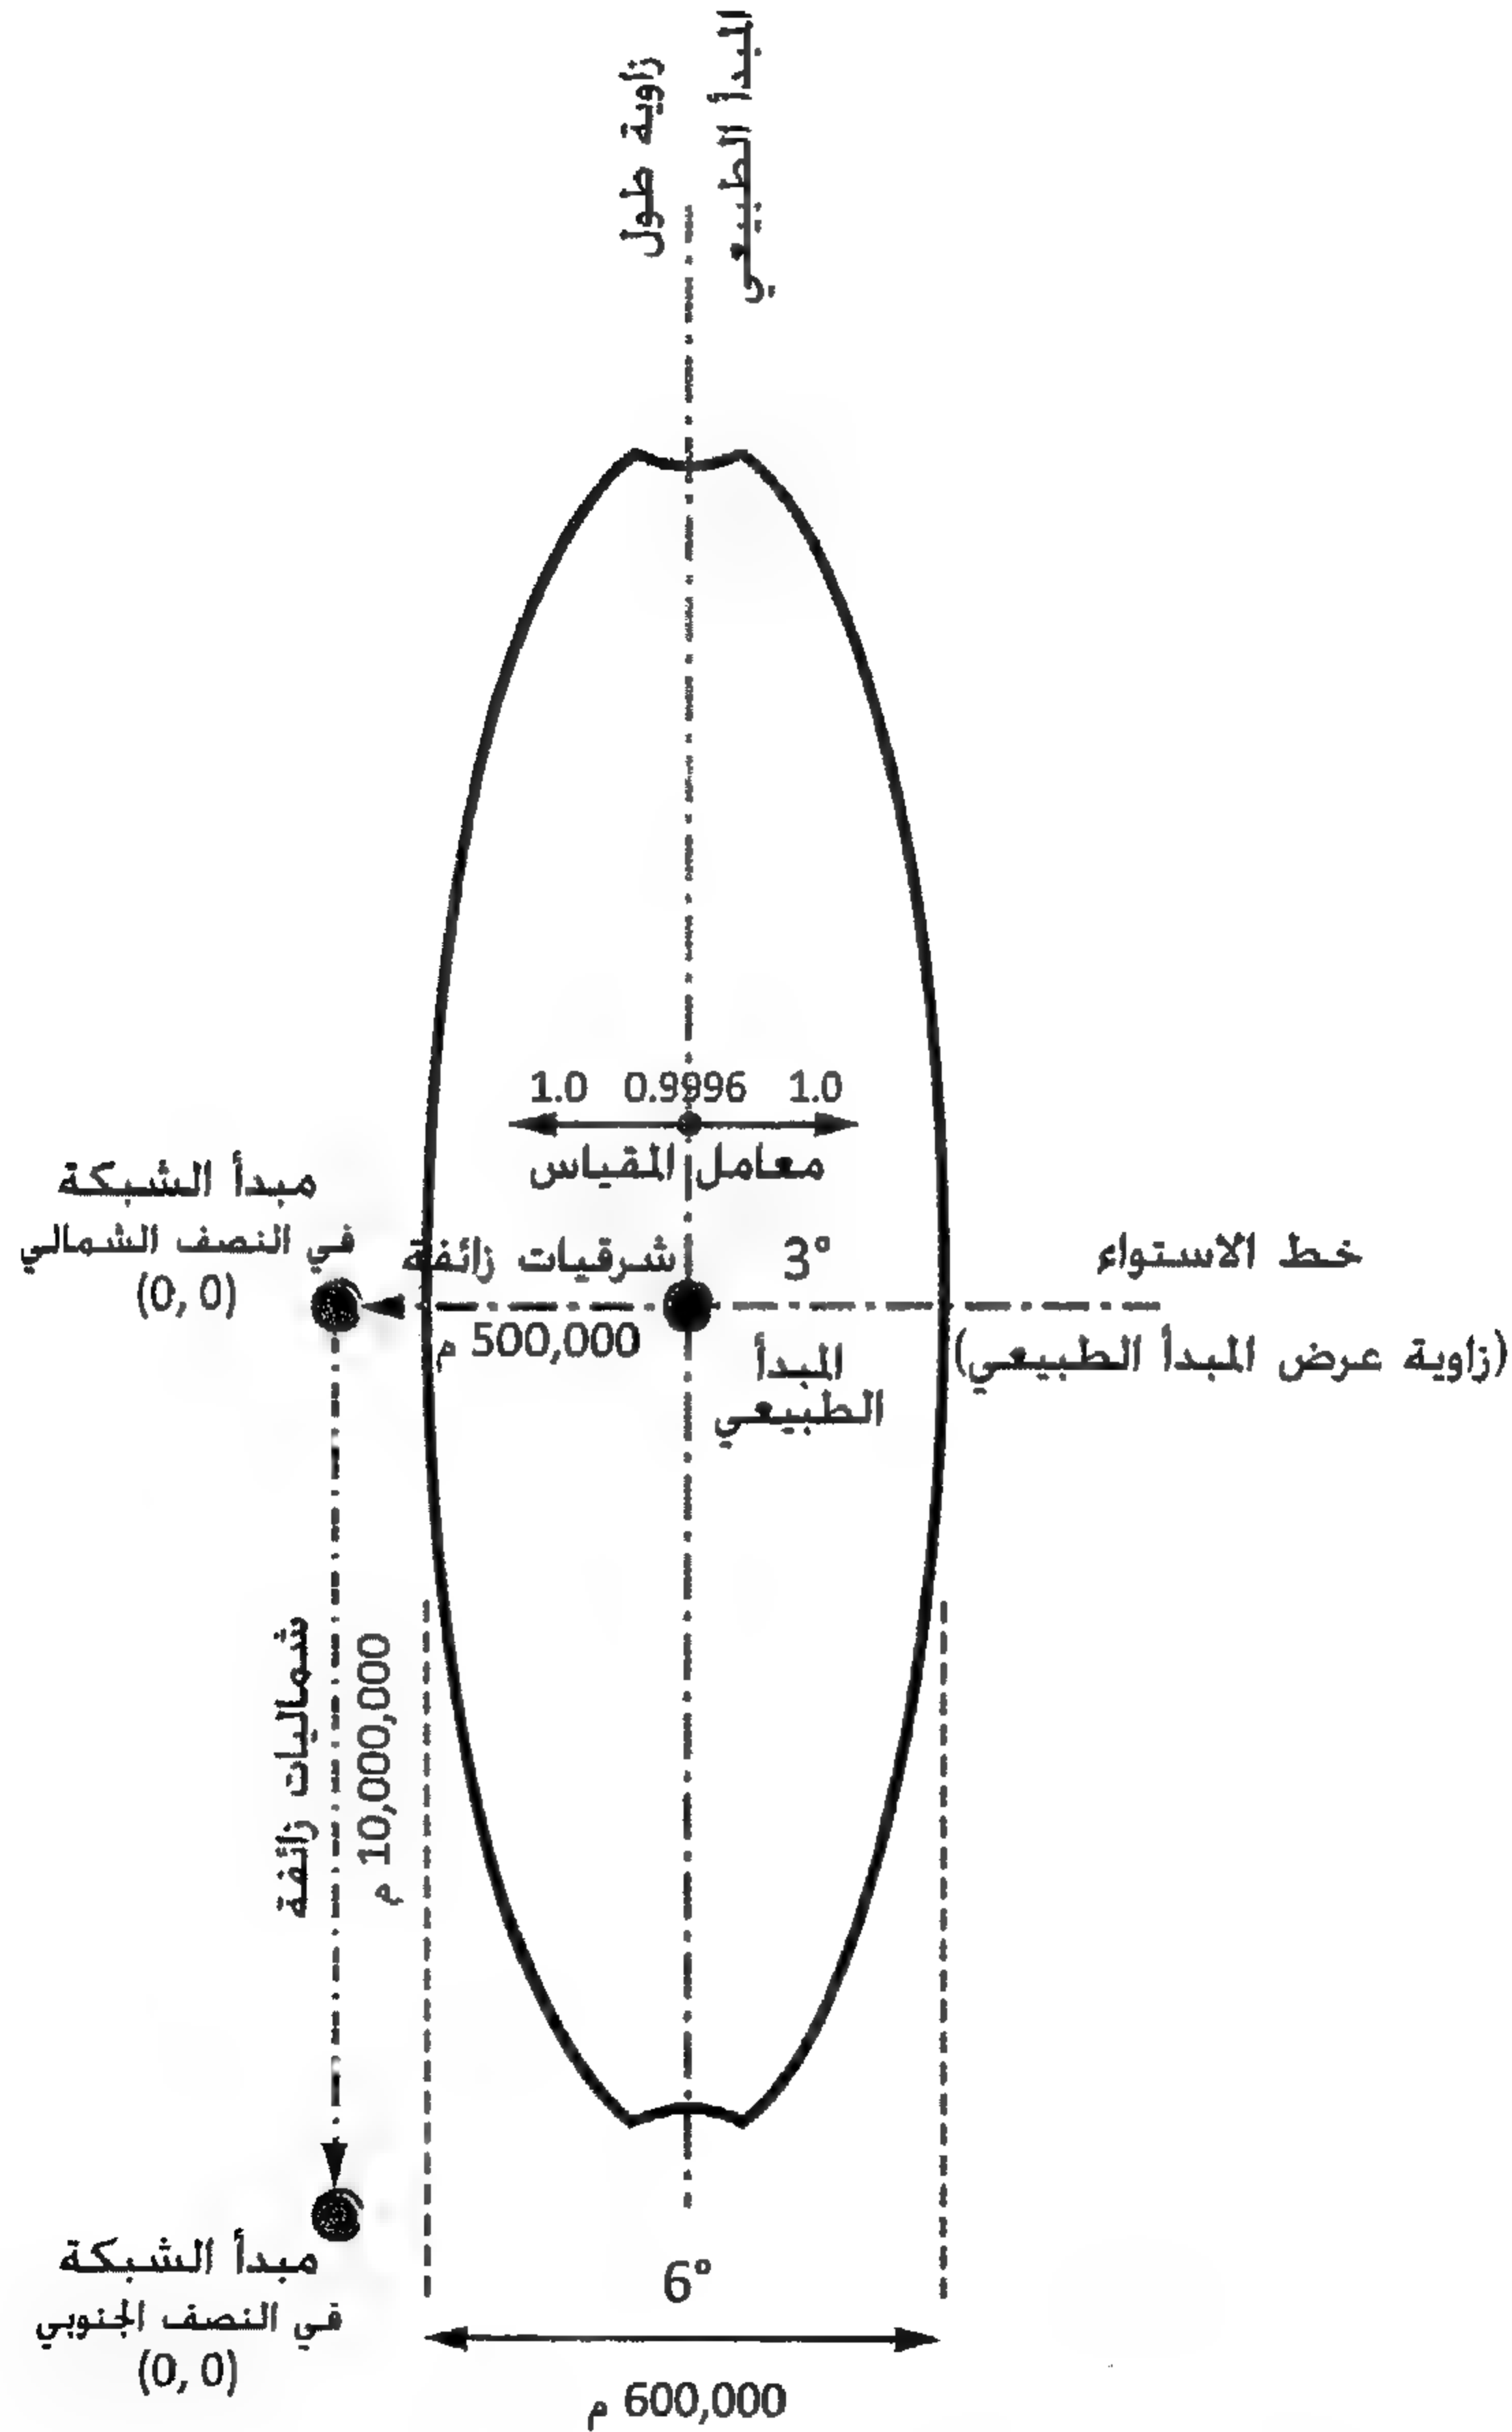 زاوية طول
المبدأ الطبيعي
1.0 0.9996 1.0
معامل المقياس
مبدأ الشبكة
في النصف الشمالي
(0, 0)
شرقيات زائفة
500,000 م
3°
المبدأ
الطبيعي
خط الاستواء
(زاوية عرض المبدأ الطبيعي)
شماليات زائفة
10,000,000 م
مبدأ الشبكة
في النصف الجنوبي
(0, 0)
6°
600,000 م